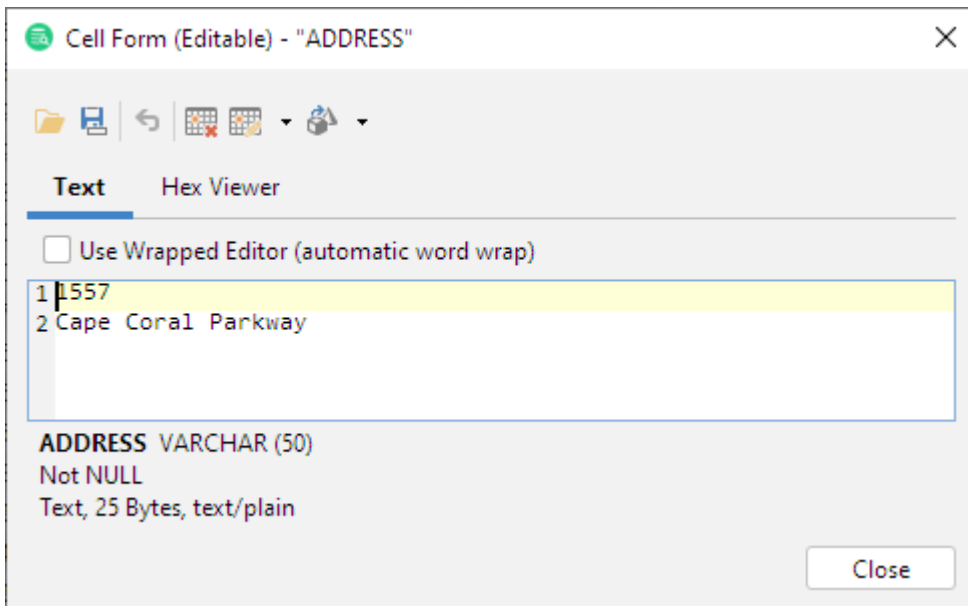 Cell Form (Editable) - "ADDRESS"
Text Hex Viewer
Use Wrapped Editor (automatic word wrap)
1 1557
2 Cape Coral Parkway
ADDRESS VARCHAR (50)
Not NULL
Text, 25 Bytes, text/plain
Close